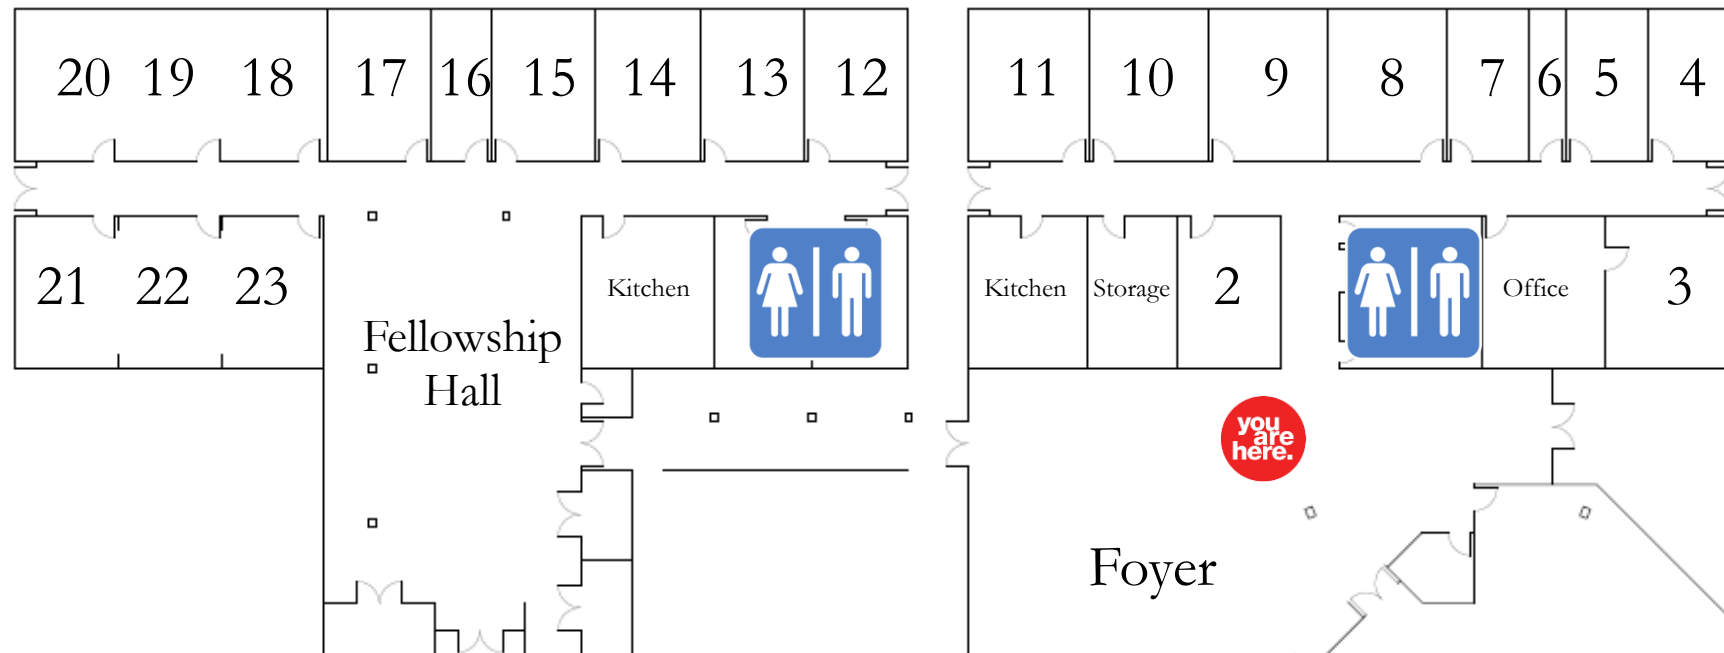 20 19 18 17 16 15 14 13 12 11 10 9 8 7 6 5 4
21 22 23 Kitchen Kitchen Storage 2 Office 3
Fellowship
Hall
you
are
here.
Foyer